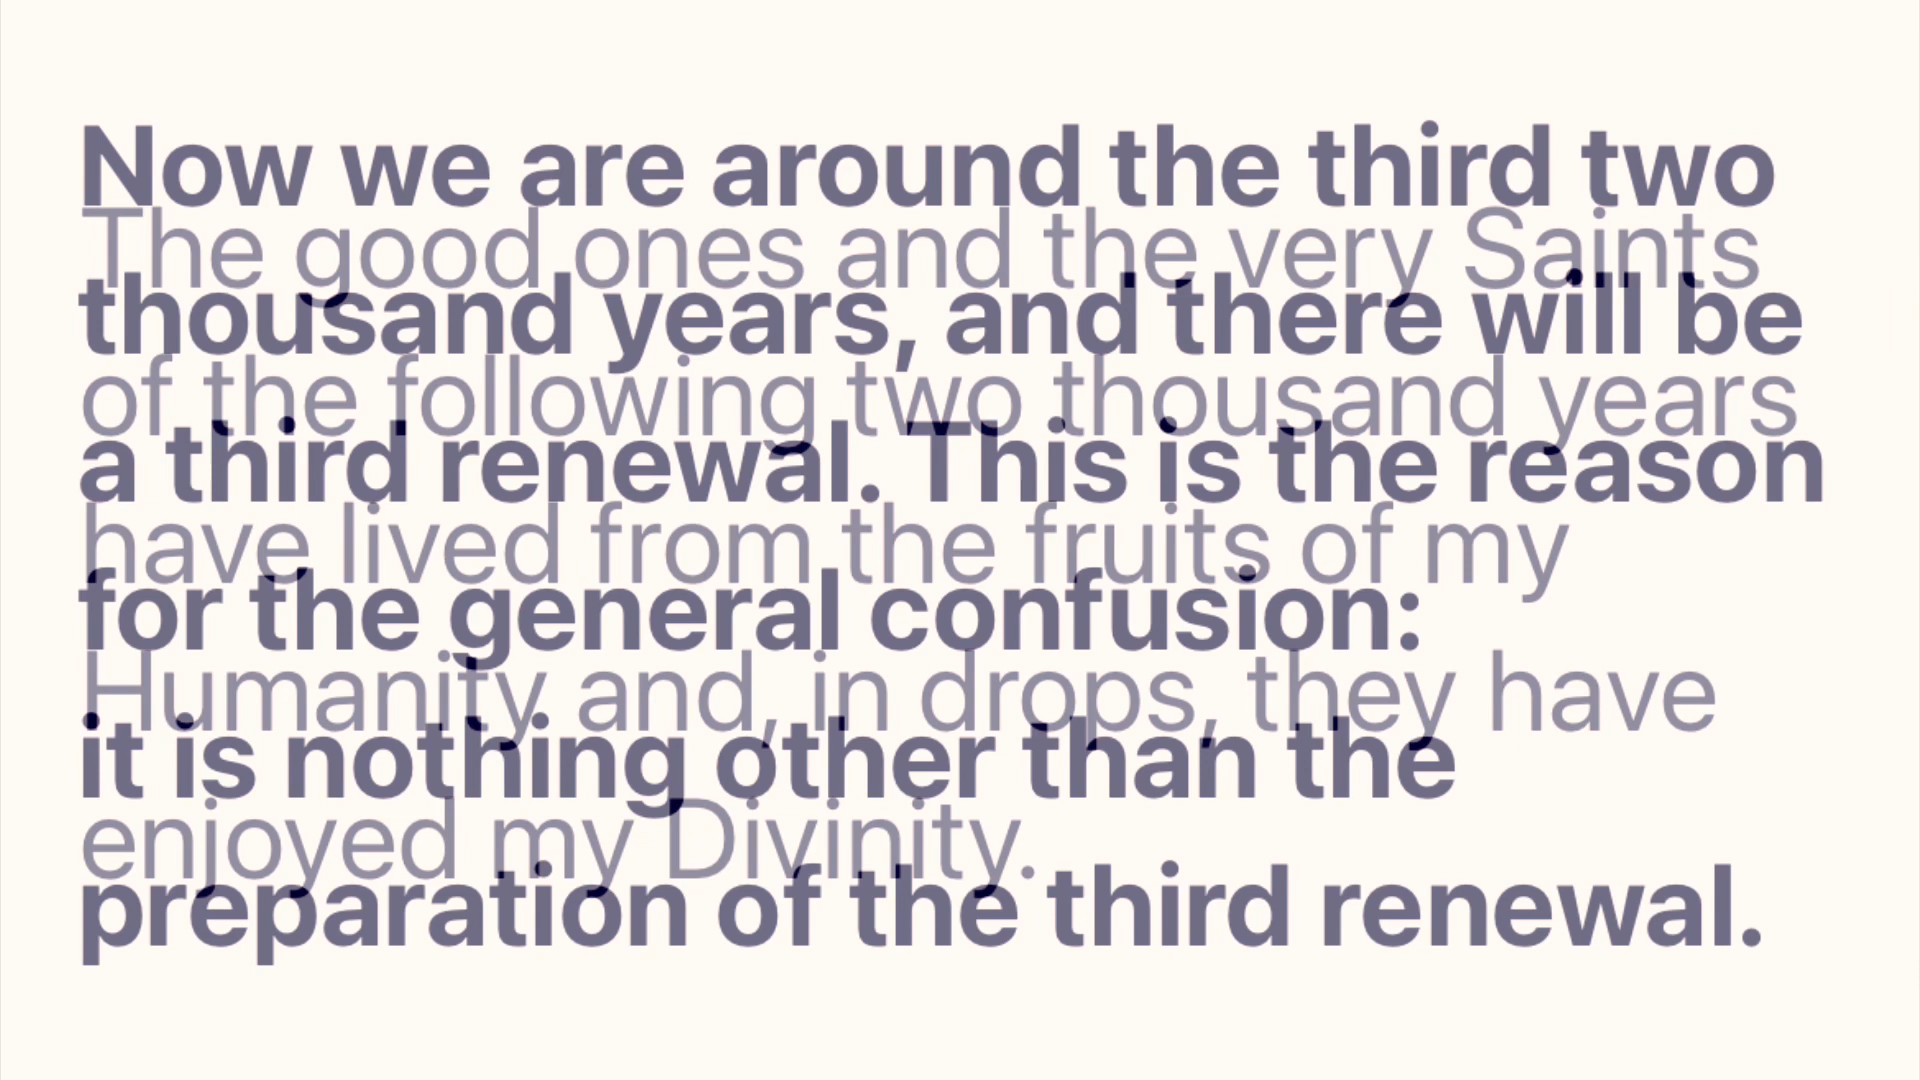 Now we are around the third two
thousand years, and there will be
a third renewal. This is the reason
for the general confusion:
it is nothing other than the
preparation of the third renewal.
The good ones and the very Saints
of the following two thousand years
have lived from the fruits of my
Humanity and, in drops, they have
enjoyed my Divinity.